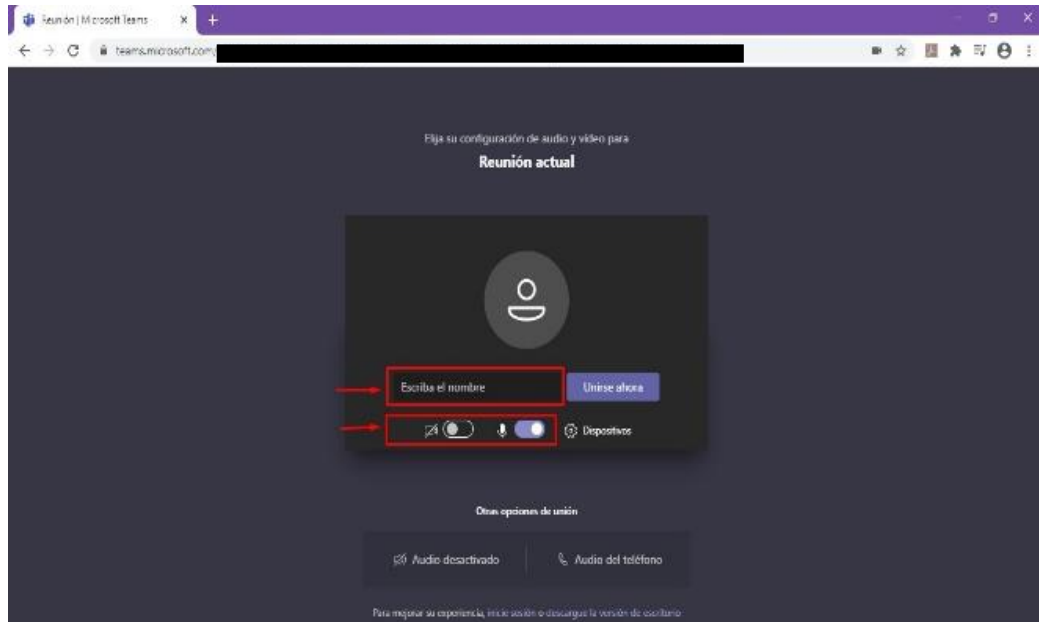 Reunión | Microsoft Teams
teams.microsoft.com/
Elija su configuración de audio y vídeo para
Reunión actual
Escriba el nombre
Unirse ahora
Dispositivos
Otras opciones de unión
Audio desactivado
Audio del teléfono
Para mejorar su experiencia, inicie sesión o descargue la versión de escritorio